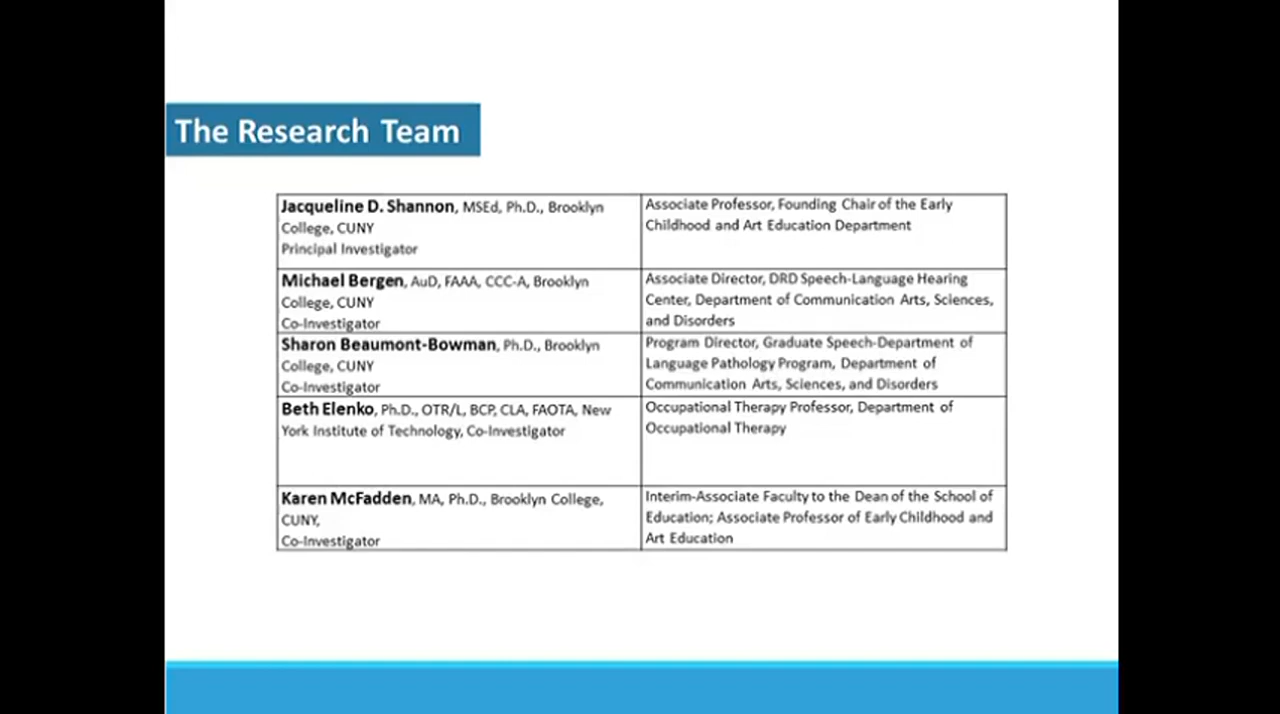 The Research Team
Jacqueline D. Shannon, MSEd, Ph.D., Brooklyn
College, CUNY
Principal Investigator
Associate Professor, Founding Chair of the Early
Childhood and Art Education Department
Michael Bergen, AuD, FAAA, CCC-A, Brooklyn
College, CUNY
Co-Investigator
Associate Director, DRD Speech-Language Hearing
Center, Department of Communication Arts, Sciences,
and Disorders
Sharon Beaumont-Bowman, Ph.D., Brooklyn
College, CUNY
Co-Investigator
Program Director, Graduate Speech-Department of
Language Pathology Program, Department of
Communication Arts, Sciences, and Disorders
Beth Elenko, Ph.D., OTR/L, BCP, CLA, FAOTA, New
York Institute of Technology, Co-Investigator
Occupational Therapy Professor, Department of
Occupational Therapy
Karen McFadden, MA, Ph.D., Brooklyn College,
CUNY,
Co-Investigator
Interim-Associate Faculty to the Dean of the School of
Education; Associate Professor of Early Childhood and
Art Education